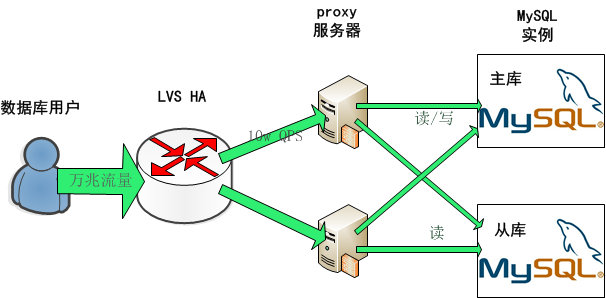 proxy
服务器
MySQL
实例
数据库用户
LVS HA
万兆流量
10w QPS
主库
MySQL
读/写
读
从库
MySQL